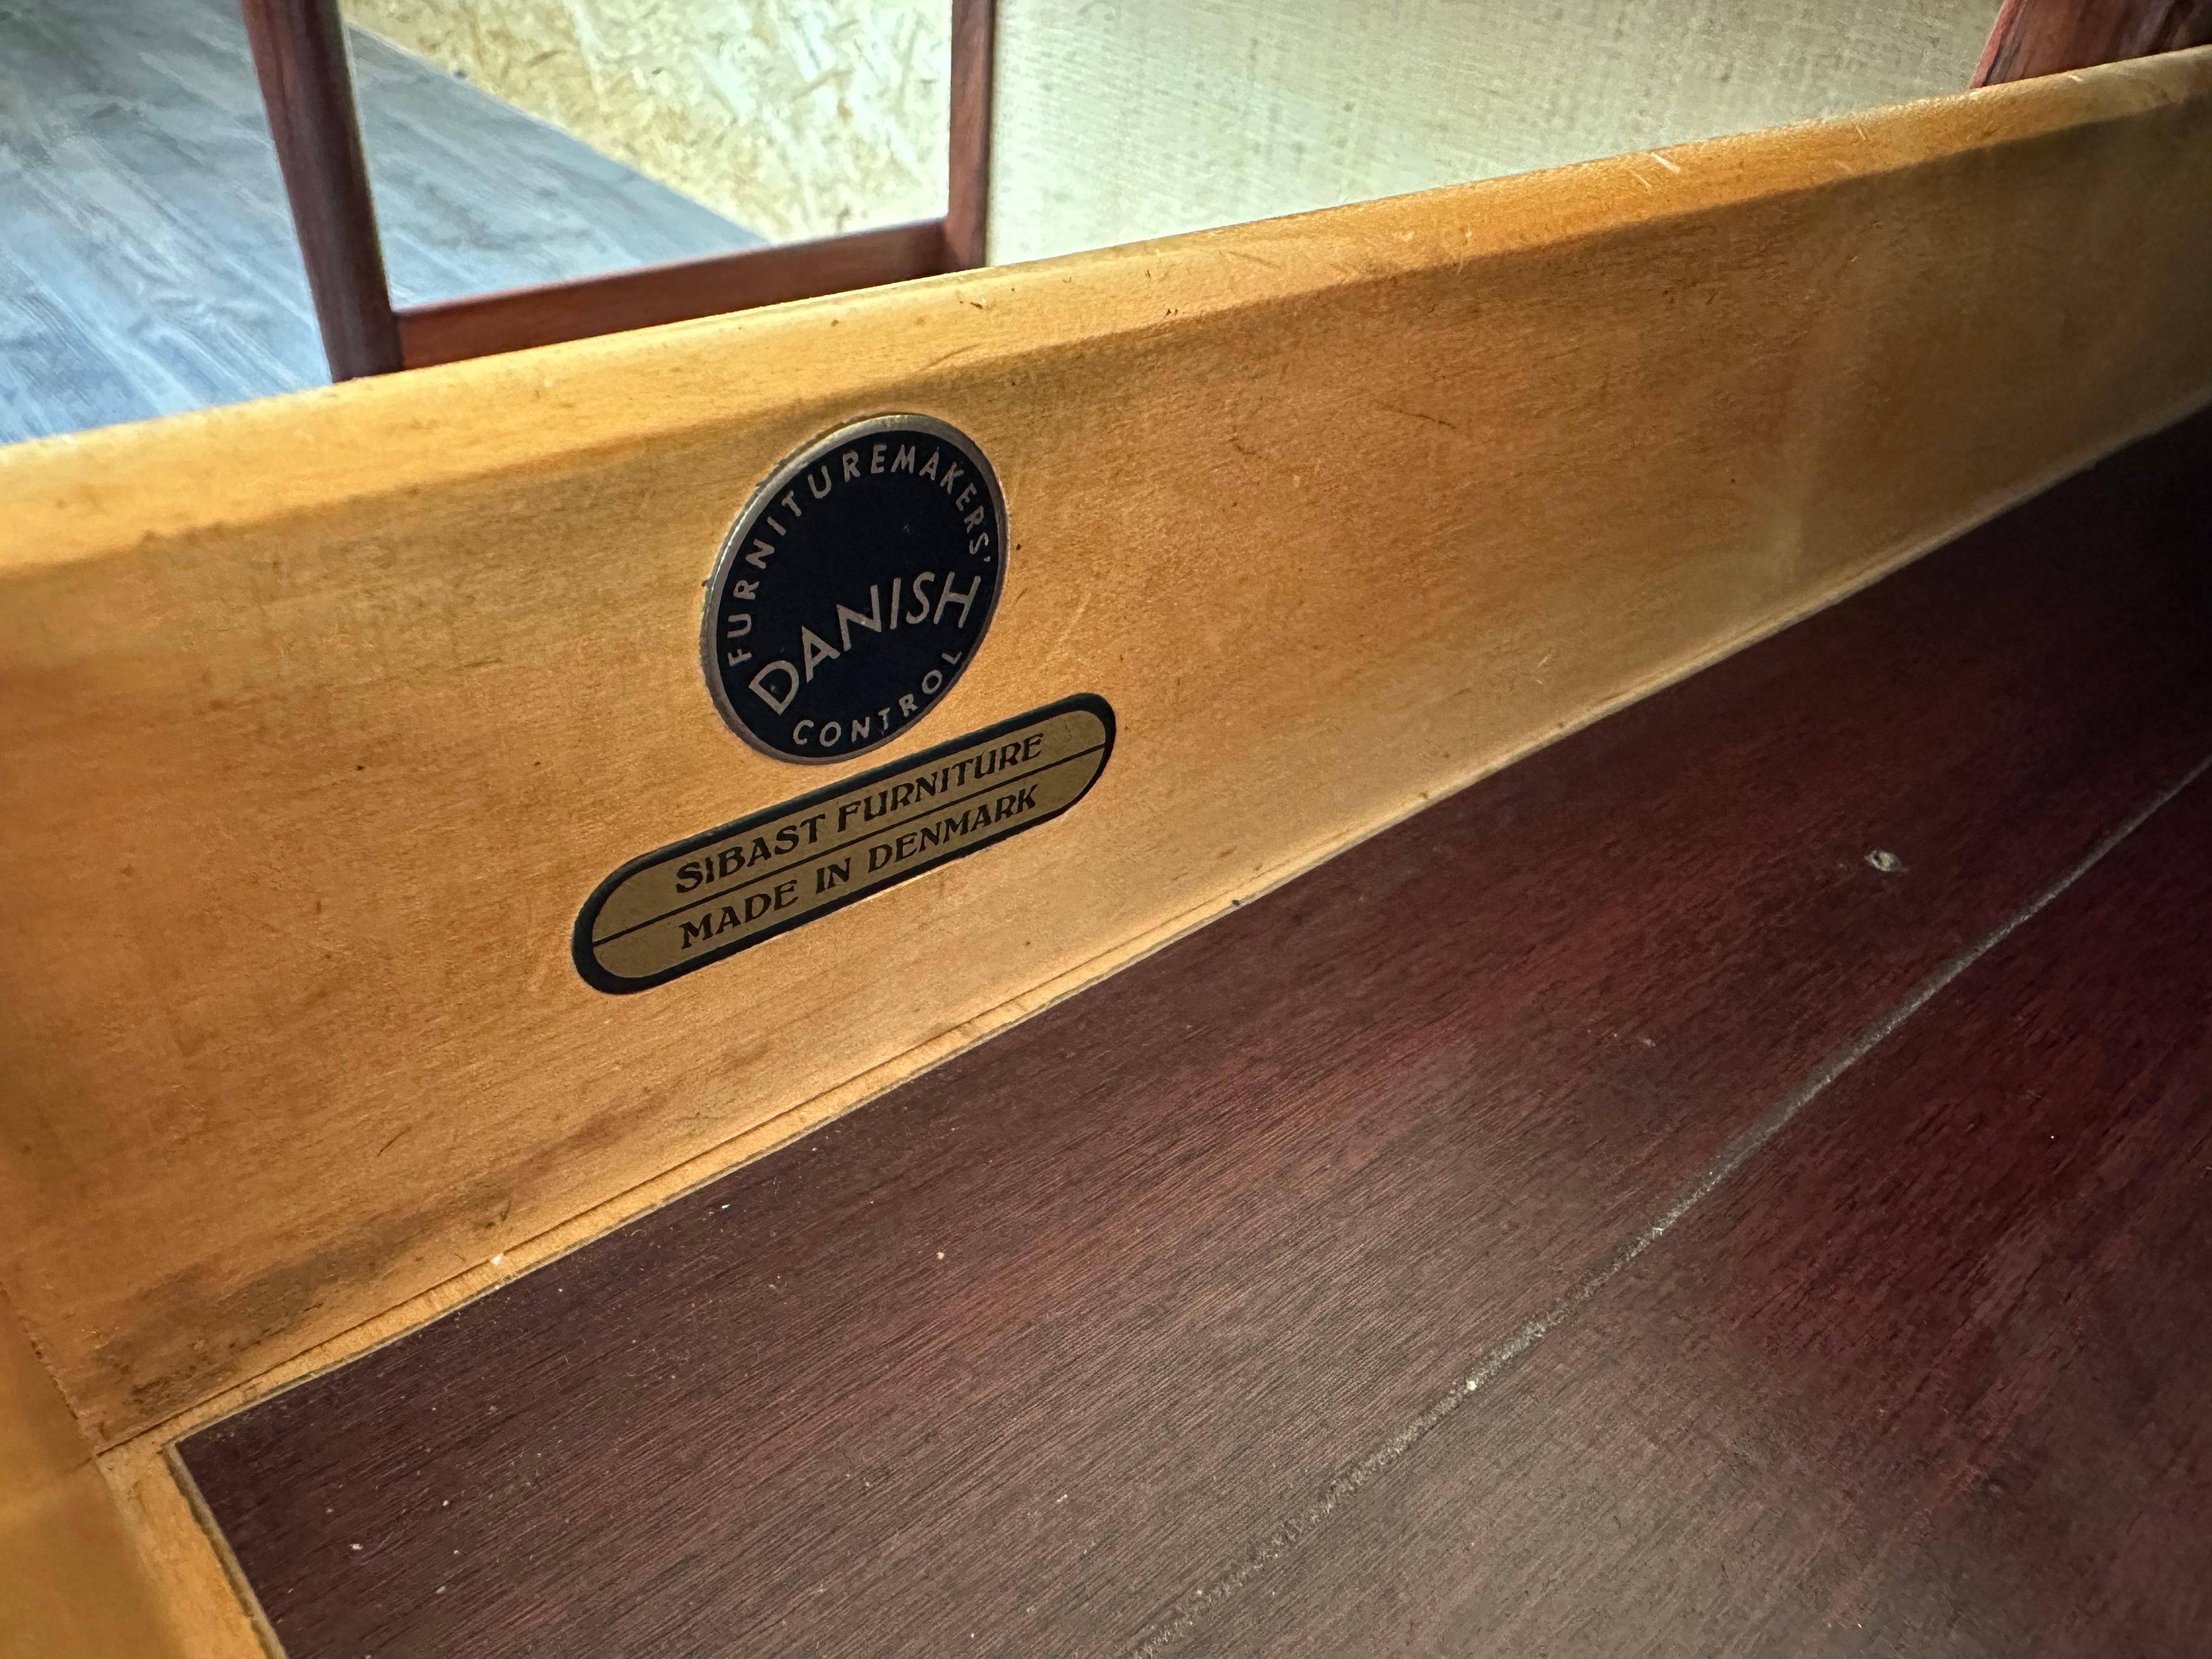 FURNITUREMAKERS'
DANISH
CONTROL
SIBAST FURNITURE
MADE IN DENMARK